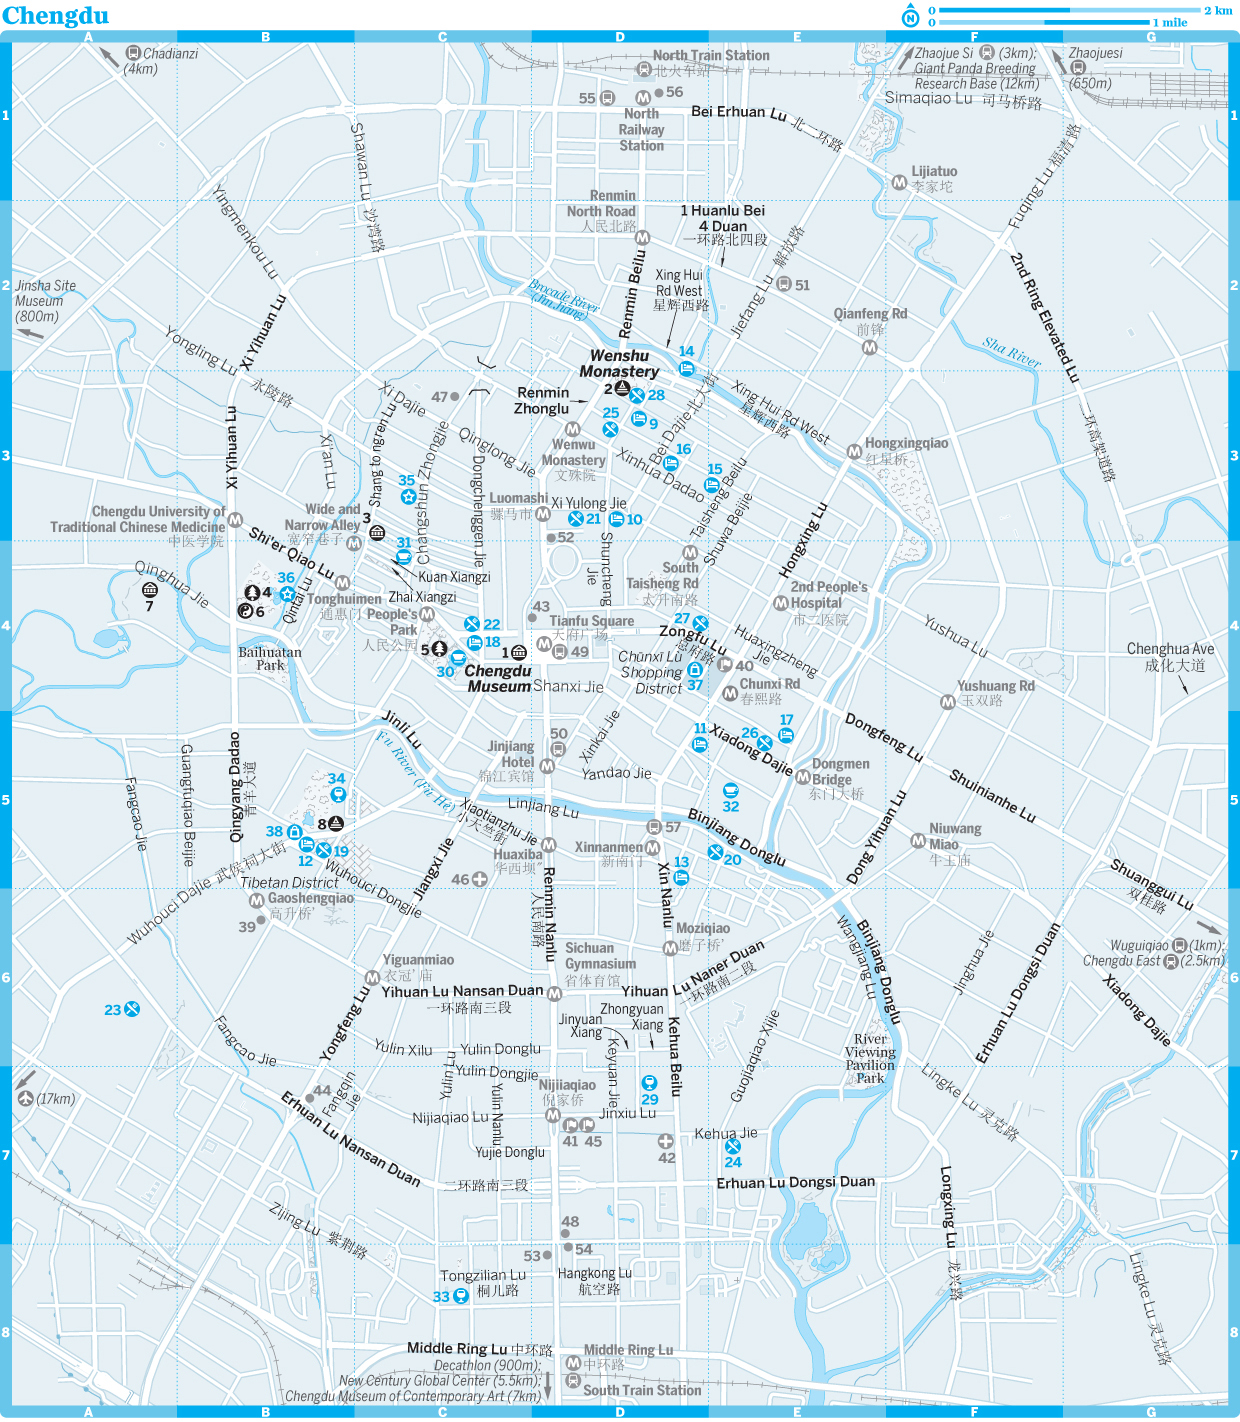 Chengdu
0 2 km
N
0 1 mile
A B C D E F G
Chadianzi
(4km)
North Train Station
北火车站
Zhaojue Si (3km);
Giant Panda Breeding
Research Base (12km)
Zhaojuesi
(650m)
55
56
North
Railway
Station
Bei Erhuan Lu 北二环路
Simaqiao Lu 司马桥路
1
1
Shawan Lu 沙湾路
Fuqing Lu 福清路
Lijiatuo
李家坨
Yingmenkou Lu
Renmin
North Road
人民北路
1 Huanlu Bei
4 Duan
一环路北四段
Jiefang Lu 解放路
2nd Ring Elevated Lu
二环高架道路
Jinsha Site
Museum
(800m)
2
2
Brocade River
(Jin Jiang)
Renmin Beilu
Xing Hui
Rd West
星辉西路
51
Qianfeng Rd
前锋
Sha River
Xi Yihuan Lu
Yongling Lu
永陵路
Wenshu
Monastery
14
2
28
Renmin
Zhonglu
47
Xi Dajie
25
9
Bei Dajie 北大街
Xing Hui Rd West
星辉西路
Xi Yihuan Lu
Xi'an Lu
Shang tongren Lu
Changshun Zhongjie
Qinglong Jie
Dongchenggen Jie
Wenwu
Monastery
文殊院
16
Xinhua Dadao
15
Hongxingqiao
红星桥
3
3
35
Luomashi
骡马市
Xi Yulong Jie
21
10
Taisheng Beilu
Shuwa Beijie
Hongxing Lu
Chengdu University of
Traditional Chinese Medicine
中医学院
Wide and
Narrow Alley
宽窄巷子
3
52
31
Shi'er Qiao Lu
Kuan Xiangzi
Zhai Xiangzi
Shuncheng
Jie
South
Taisheng Rd
太升南路
Qinghua Jie
7
36
4
6
Qintai Lu
Tonghuimen
通惠门
People's
Park
人民公园
43
Tianfu Square
天府广场
2nd People's
Hospital
市二医院
Yushua Lu
4
4
22
18
5
30
1
49
27
Zongfu Lu
总府路
Huaxingzheng
Jie
Baihuatan
Park
Chengdu
Museum
Shanxi Jie
Chūnxī Lù
Shopping
District
37
40
Chunxi Rd
春熙路
Yushuang Rd
玉双路
Chenghua Ave
成化大道
Jinli Lu
Fu River (Fǔ Hé)
Jinjiang
Hotel
锦江宾馆
50
Xinkai Jie
11
Xiadong Dajie
26
17
Dongfeng Lu
Qingyang Dadao
青羊大道
Guangfuqiao Beijie
Fangcao Jie
Yandao Jie
Dongmen
Bridge
东门大桥
Shuinianhe Lu
34
32
5
5
Linjiang Lu
Binjiang Donglu
Dong Yihuan Lu
38
8
12
19
Xiaotianzhu Jie
小天竺街
57
Niuwang
Miao
牛王庙
Huaxiba
华西坝
Xinnanmen
新南门
20
Wuhouci Dajie 武侯祠大街
Tibetan District
Wuhouci Dongjie
Jiangxi Jie
46
13
Shuanggui Lu
双桂路
Gaoshengqiao
高升桥
39
Renmin Nanlu
人民南路
Xin Nanlu
Moziqiao
磨子桥
Wangjiang Lu
Binjiang Donglu
Jinghua Jie
Wuguiqiao (1km);
Chengdu East (2.5km)
6
6
Yiguanmiao
衣冠庙
Sichuan
Gymnasium
省体育馆
23
Yihuan Lu Nansan Duan
一环路南三段
Yihuan Lu Naner Duan
一环路南二段
Erhuan Lu Dongsi Duan
Xiadong Dajie
Yongfeng Lu
Jinyuan
Xiang
Zhongyuan
Xiang
Fangcao Jie
Yulin Xilu
Yulin Donglu
Yulin Dongjie
Yulin Lu
Keyuan Jie
Kehua Beilu
Guojiaqiao Xijie
River
Viewing
Pavilion
Park
Lingke Lu 灵克路
(17km)
44
Fangqin
Jie
Yulin Nanlu
Nijiaqiao
倪家桥
29
Erhuan Lu Nansan Duan
Nijiaqiao Lu
Jinxiu Lu
41
45
42
Kehua Jie
24
7
7
Yujie Donglu
二环路南三段
Erhuan Lu Dongsi Duan
Longxing Lu 龙兴路
Zijing Lu 紫荆路
48
53
54
Tongzilian Lu
桐儿路
33
Hangkong Lu
航空路
Lingke Lu 灵克路
8
8
Middle Ring Lu 中环路
Decathlon (900m);
New Century Global Center (5.5km);
Chengdu Museum of Contemporary Art (7km)
Middle Ring Lu
中环路
South Train Station
A B C D E F G